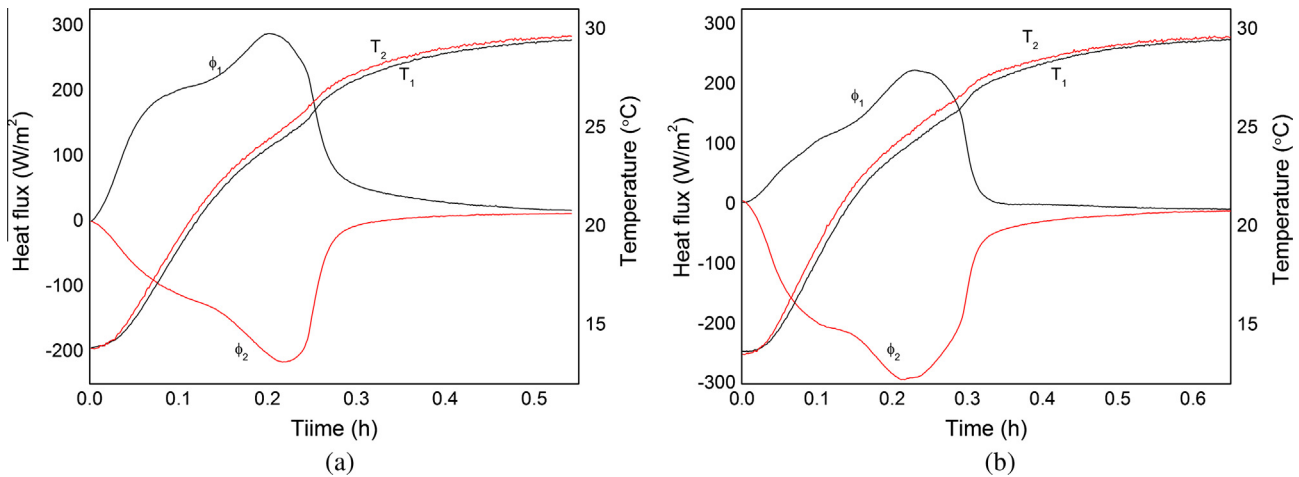 300
200
100
0
-100
-200
Heat flux (W/m²)
ϕ₁
T₂
T₁
ϕ₂
30
25
20
15
Temperature (°C)
0.0 0.1 0.2 0.3 0.4 0.5
Tiime (h)
(a)
300
200
100
0
-100
-200
-300
Heat flux (W/m²)
ϕ₁
T₂
T₁
ϕ₂
30
25
20
15
Temperature (°C)
0.0 0.1 0.2 0.3 0.4 0.5 0.6
Time (h)
(b)